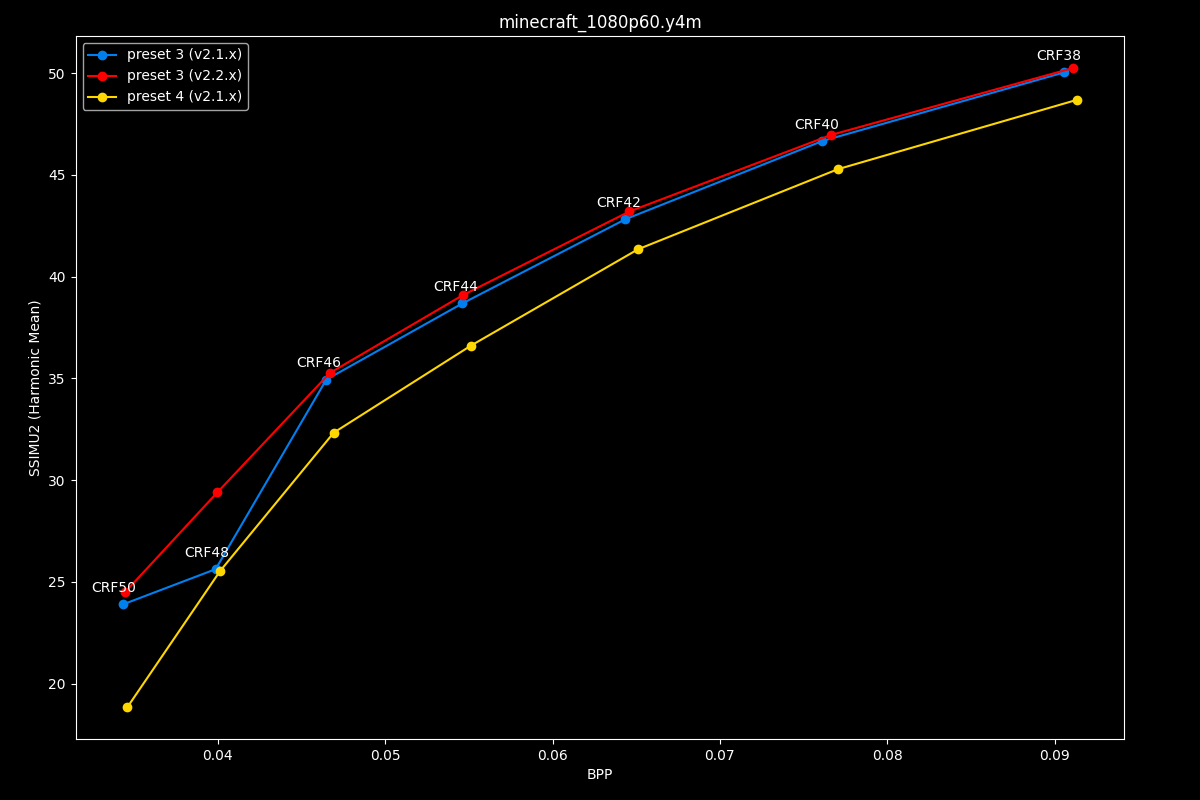 minecraft_1080p60.y4m
preset 3 (v2.1.x)
preset 3 (v2.2.x)
preset 4 (v2.1.x)
CRF38
CRF40
CRF42
CRF44
CRF46
CRF48
CRF50
50
45
40
35
30
25
20
SSIMU2 (Harmonic Mean)
0.04
0.05
0.06
0.07
0.08
0.09
BPP